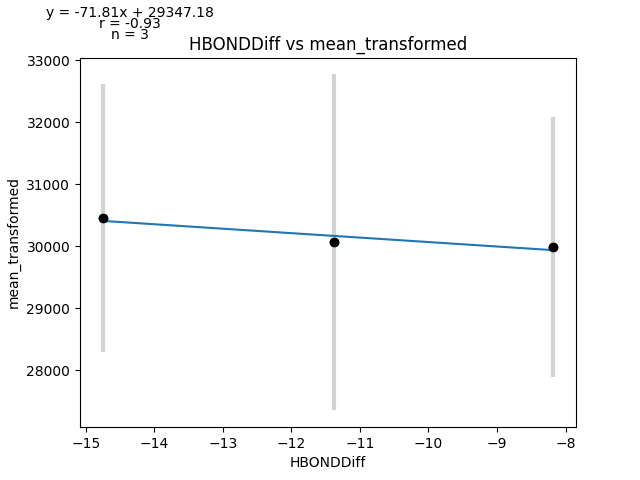 y = -71.81x + 29347.18
r = -0.93
n = 3
HBONDDiff vs mean_transformed
33000
32000
31000
30000
29000
28000
mean_transformed
−15
−14
−13
−12
−11
−10
−9
−8
HBONDDiff